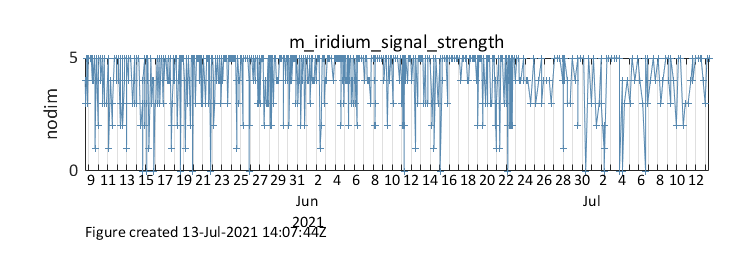 m_iridium_signal_strength
5
nodim
0
9 11 13 15 17 19 21 23 25 27 29 31 2 4 6 8 10 12 14 16 18 20 22 24 26 28 30 2 4 6 8 10 12
Jun Jul
2021
Figure created 13-Jul-2021 14:07:44Z